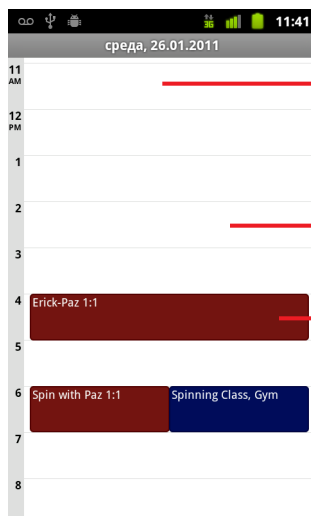 3G 11:41
среда, 26.01.2011
11
AM
12
PM
1
2
3
4 Erick-Paz 1:1
5
6 Spin with Paz 1:1 Spinning Class, Gym
7
8